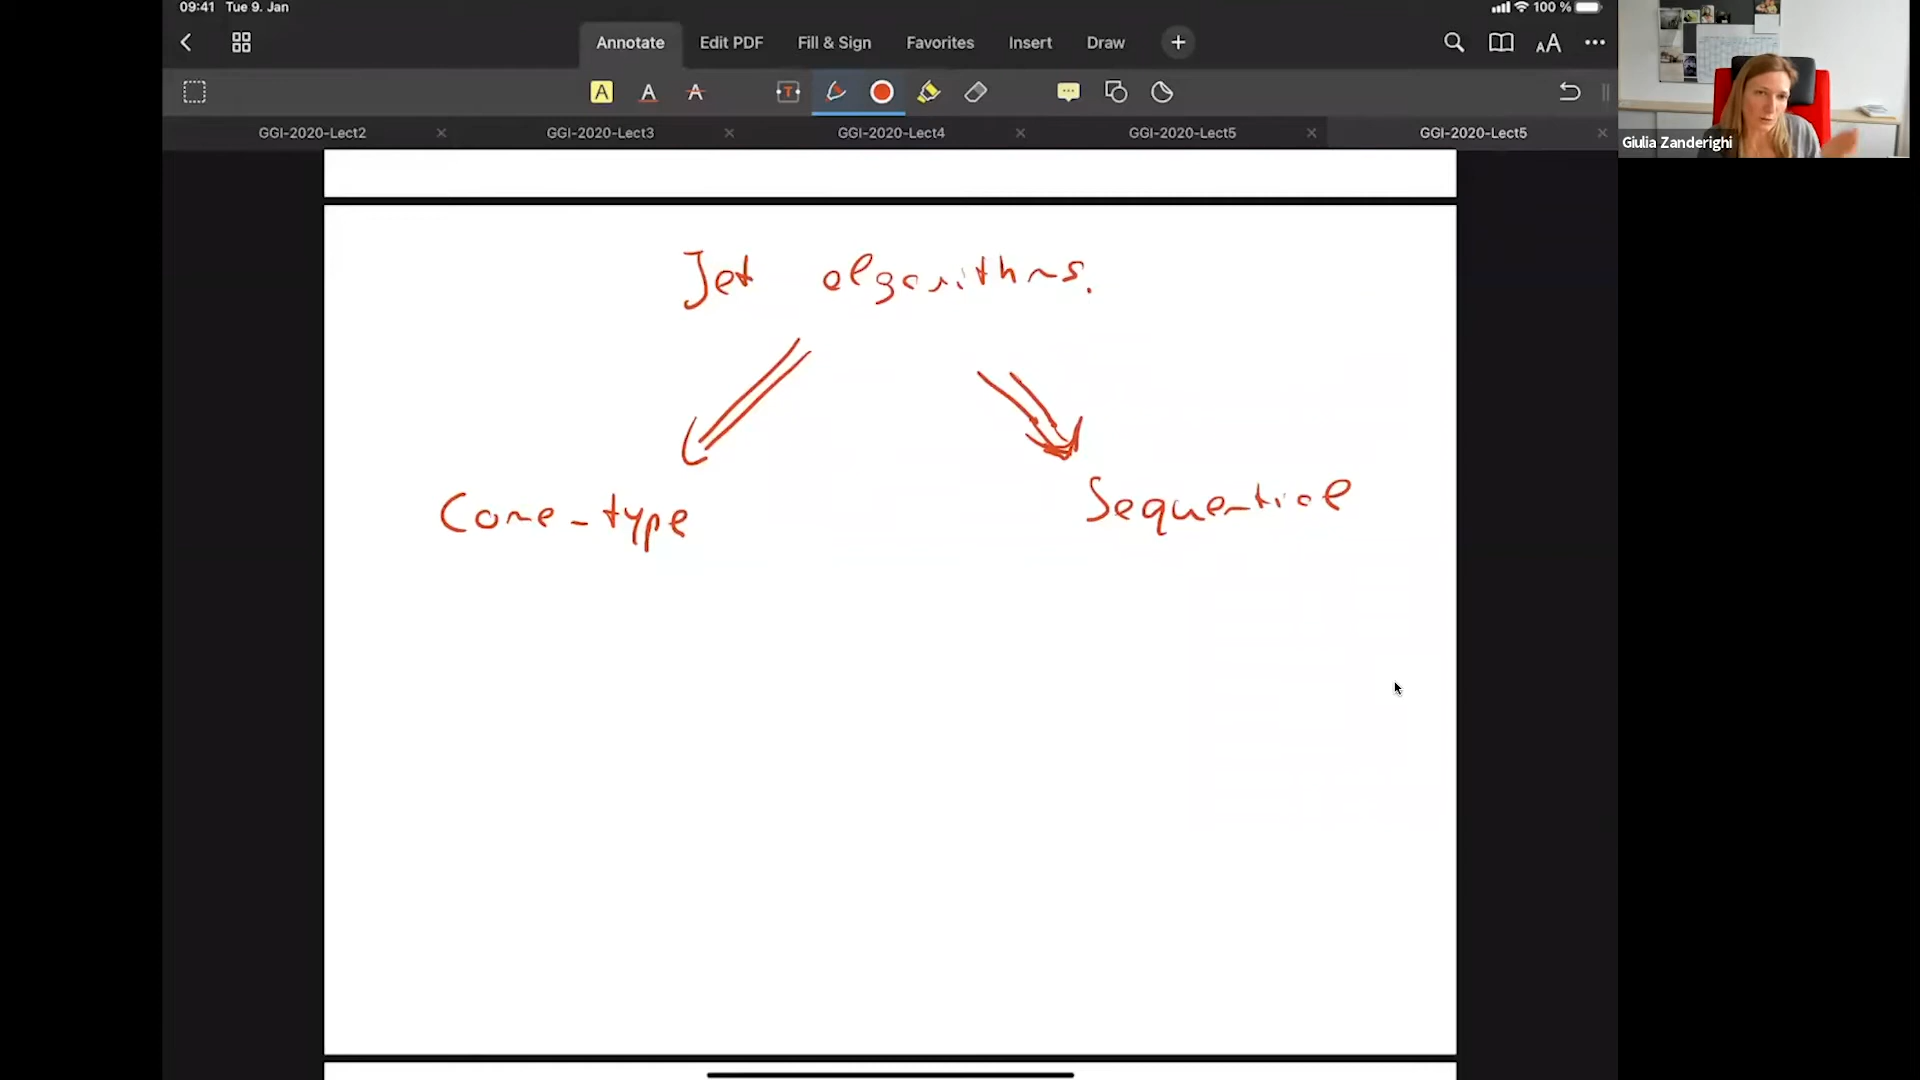 09:41 Tue 9. Jan
100 %
Annotate Edit PDF Fill & Sign Favorites Insert Draw
AA
A A A T
GGI-2020-Lect2 GGI-2020-Lect3 GGI-2020-Lect4 GGI-2020-Lect5 GGI-2020-Lect5
Giulia Zanderighi
Jet algorithms.
Cone-type Sequential